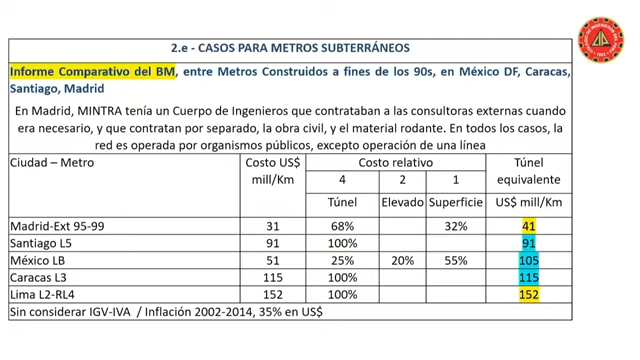 2.e - CASOS PARA METROS SUBTERRÁNEOS
Informe Comparativo del BM, entre Metros Construidos a fines de los 90s, en México DF, Caracas,
Santiago, Madrid
En Madrid, MINTRA tenía un Cuerpo de Ingenieros que contrataban a las consultoras externas cuando
era necesario, y que contratan por separado, la obra civil, y el material rodante. En todos los casos, la
red es operada por organismos públicos, excepto operación de una línea
Ciudad – Metro Costo US$ Costo relativo Túnel
mill/Km 4 2 1 equivalente
Túnel Elevado Superficie US$ mill/Km
Madrid-Ext 95-99 31 68% 32% 41
Santiago L5 91 100% 91
México LB 51 25% 20% 55% 105
Caracas L3 115 100% 115
Lima L2-RL4 152 100% 152
Sin considerar IGV-IVA / Inflación 2002-2014, 35% en US$